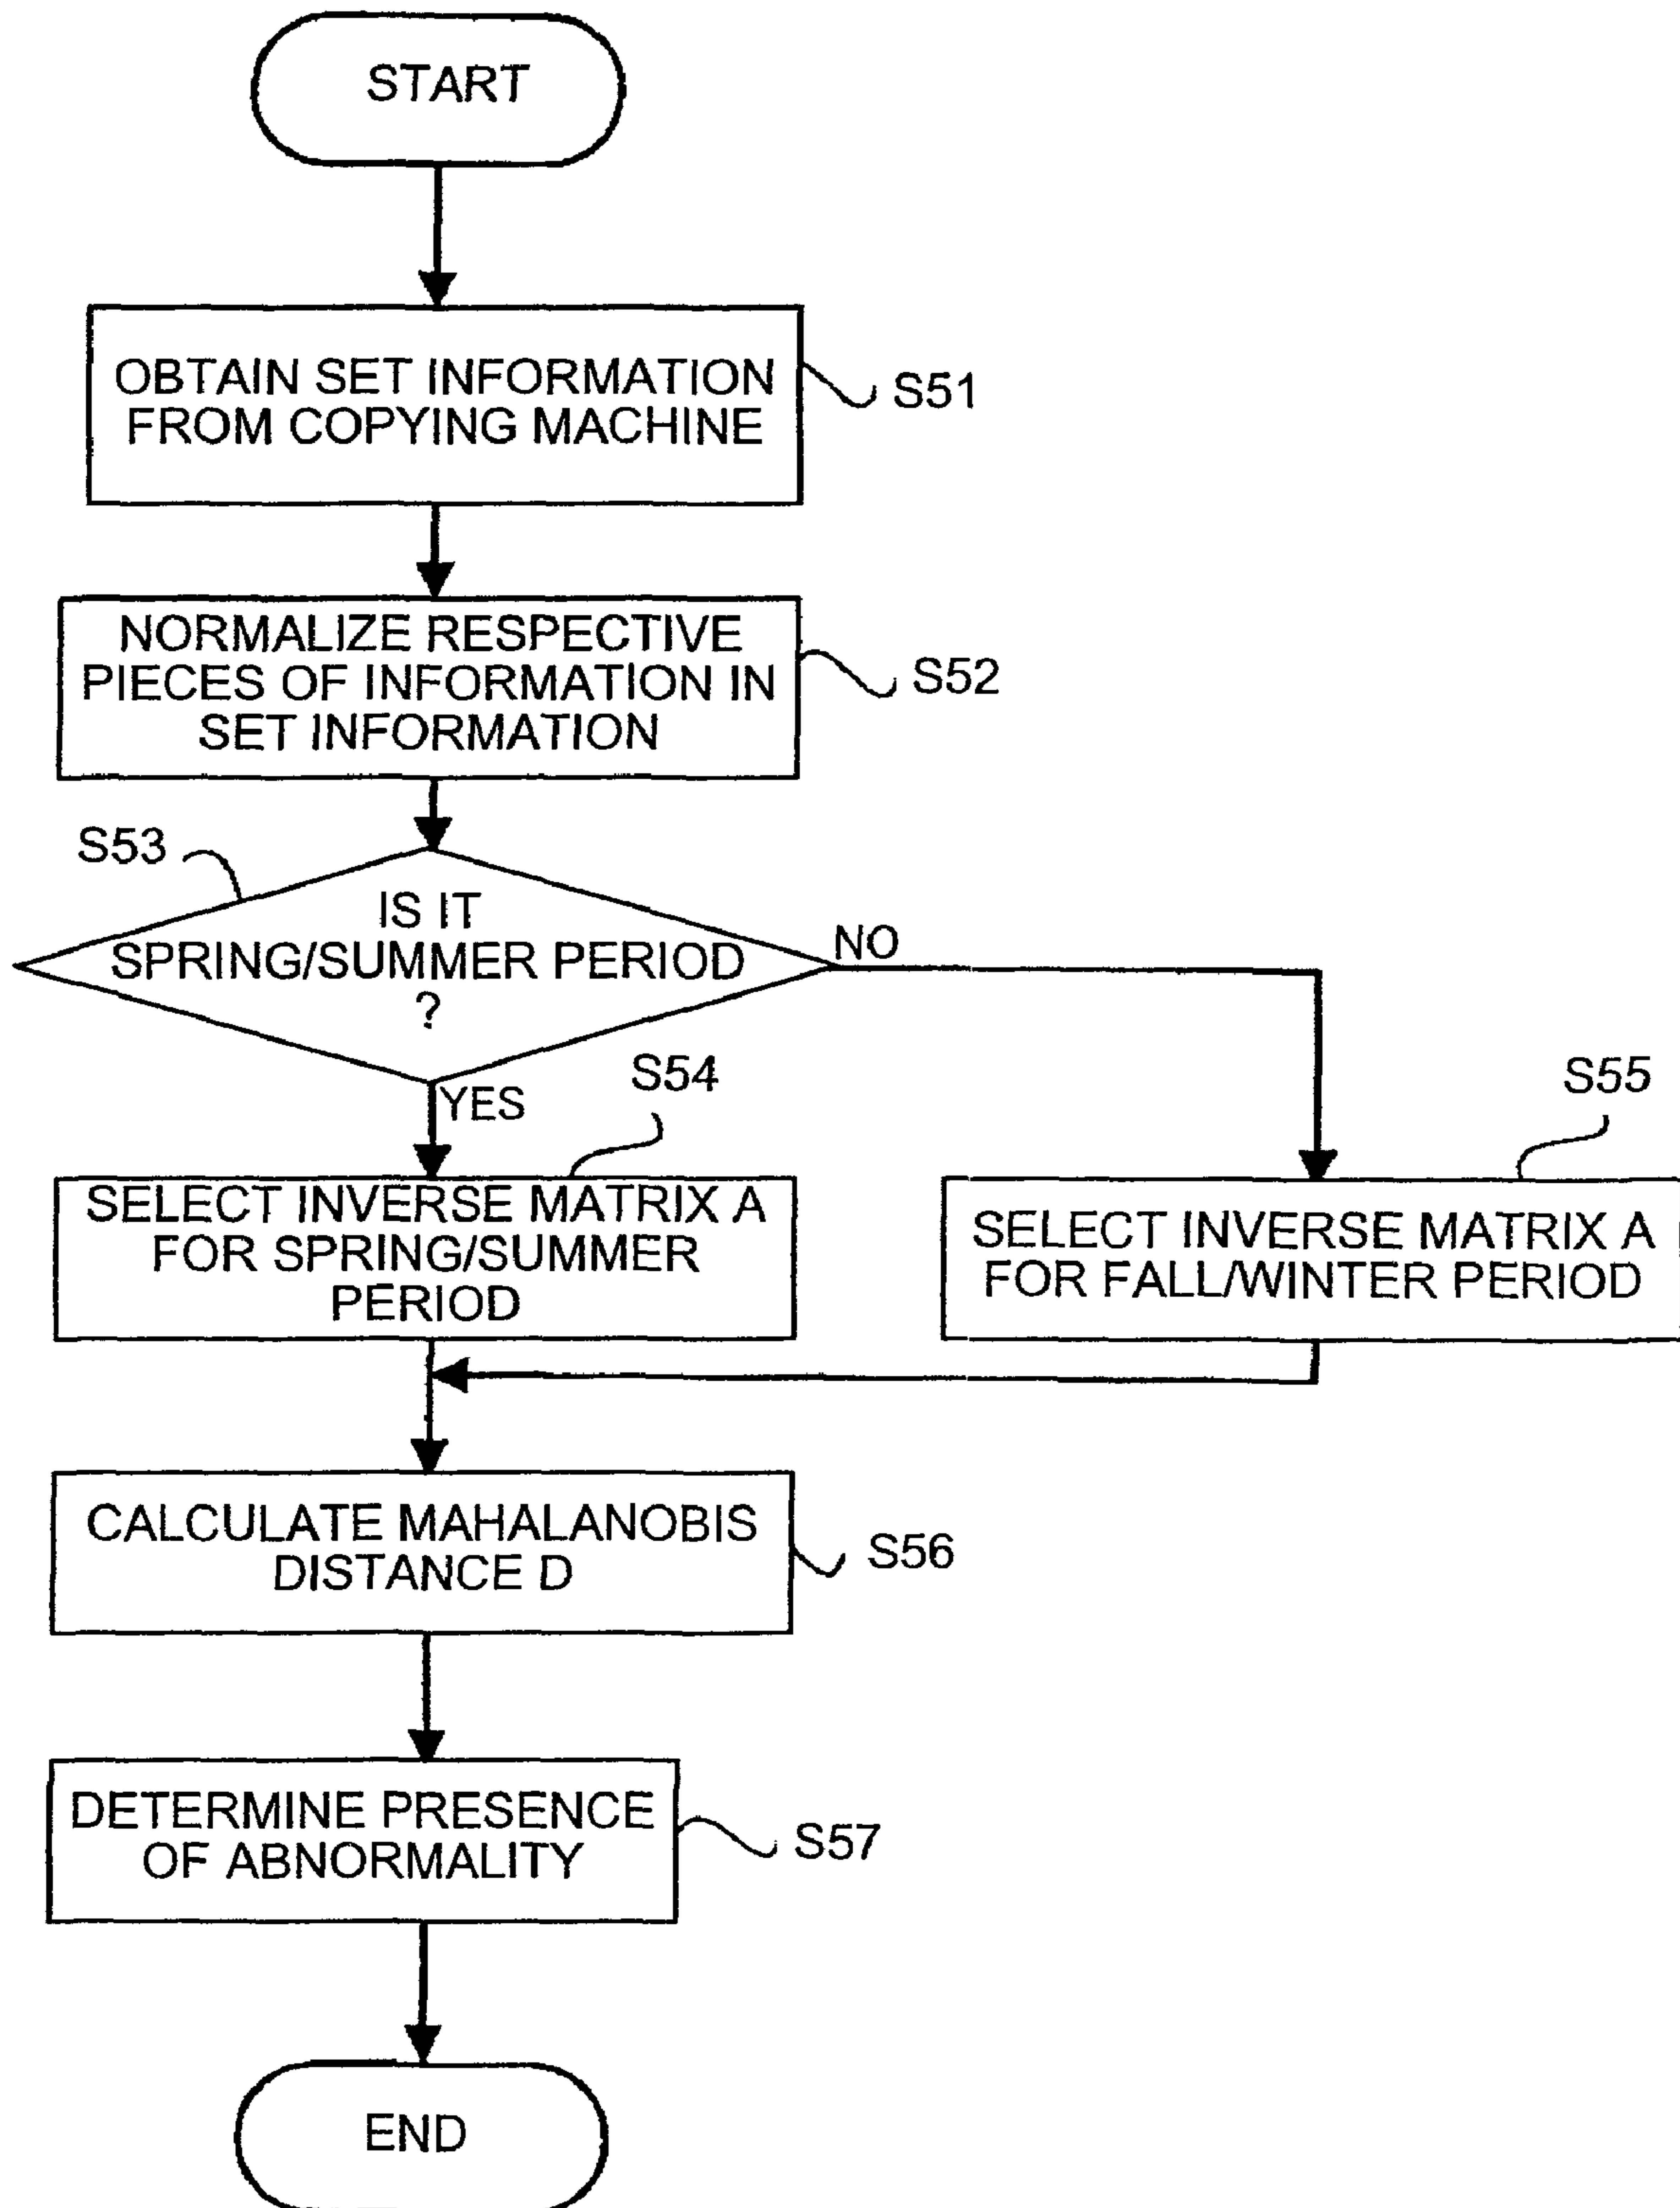 START
OBTAIN SET INFORMATION
FROM COPYING MACHINE
S51
NORMALIZE RESPECTIVE
PIECES OF INFORMATION IN
SET INFORMATION
S52
S53
IS IT
SPRING/SUMMER PERIOD
?
NO
YES
S54
SELECT INVERSE MATRIX A
FOR SPRING/SUMMER
PERIOD
S55
SELECT INVERSE MATRIX A
FOR FALL/WINTER PERIOD
CALCULATE MAHALANOBIS
DISTANCE D
S56
DETERMINE PRESENCE
OF ABNORMALITY
S57
END